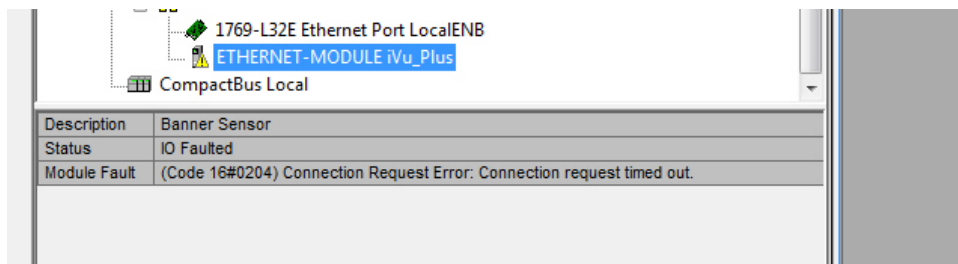 1769-L32E Ethernet Port LocalENB
ETHERNET-MODULE iVu_Plus
CompactBus Local
Description Banner Sensor
Status IO Faulted
Module Fault (Code 16#0204) Connection Request Error: Connection request timed out.